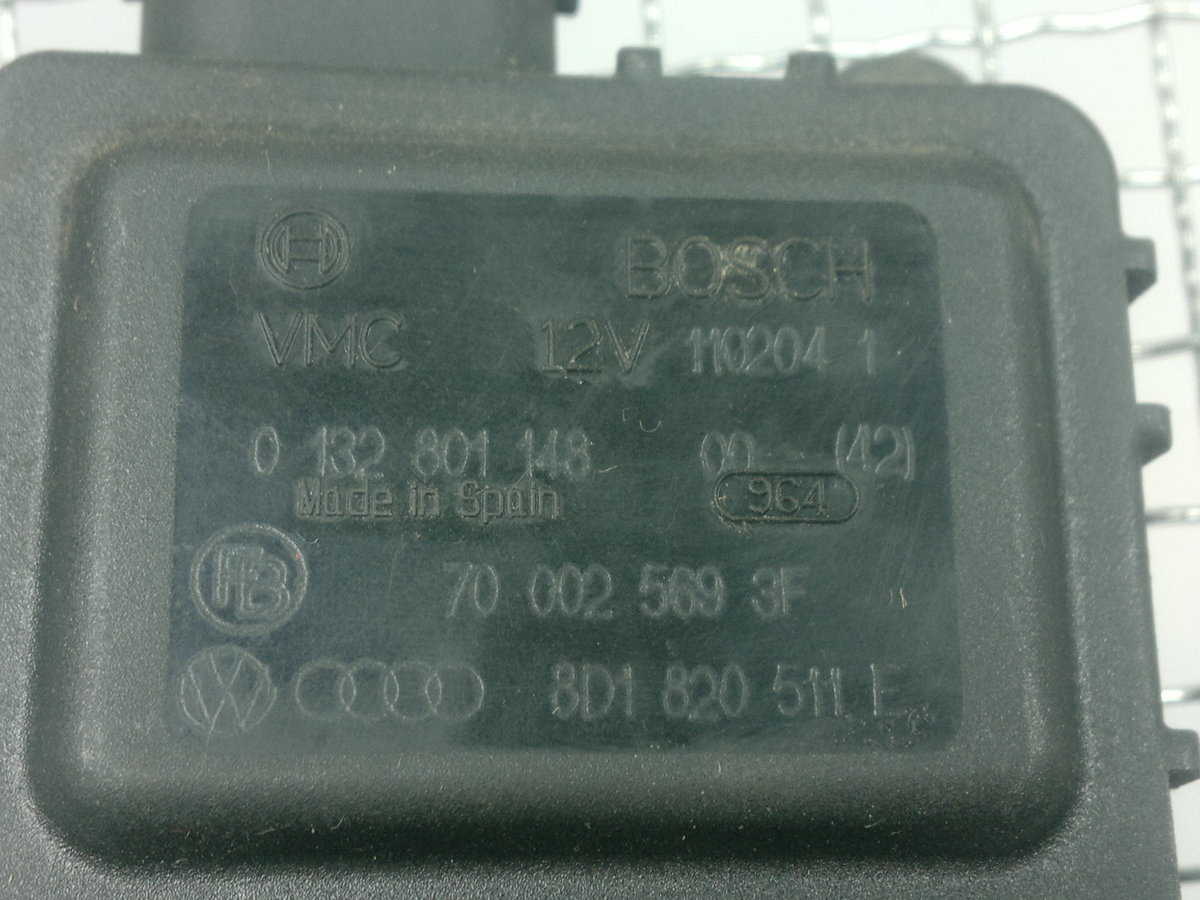 BOSCH
VMC 12V 110204 1
0 132 801 148 00 (42)
Made in Spain 964
70 002 569 3F
8D1 820 511 E